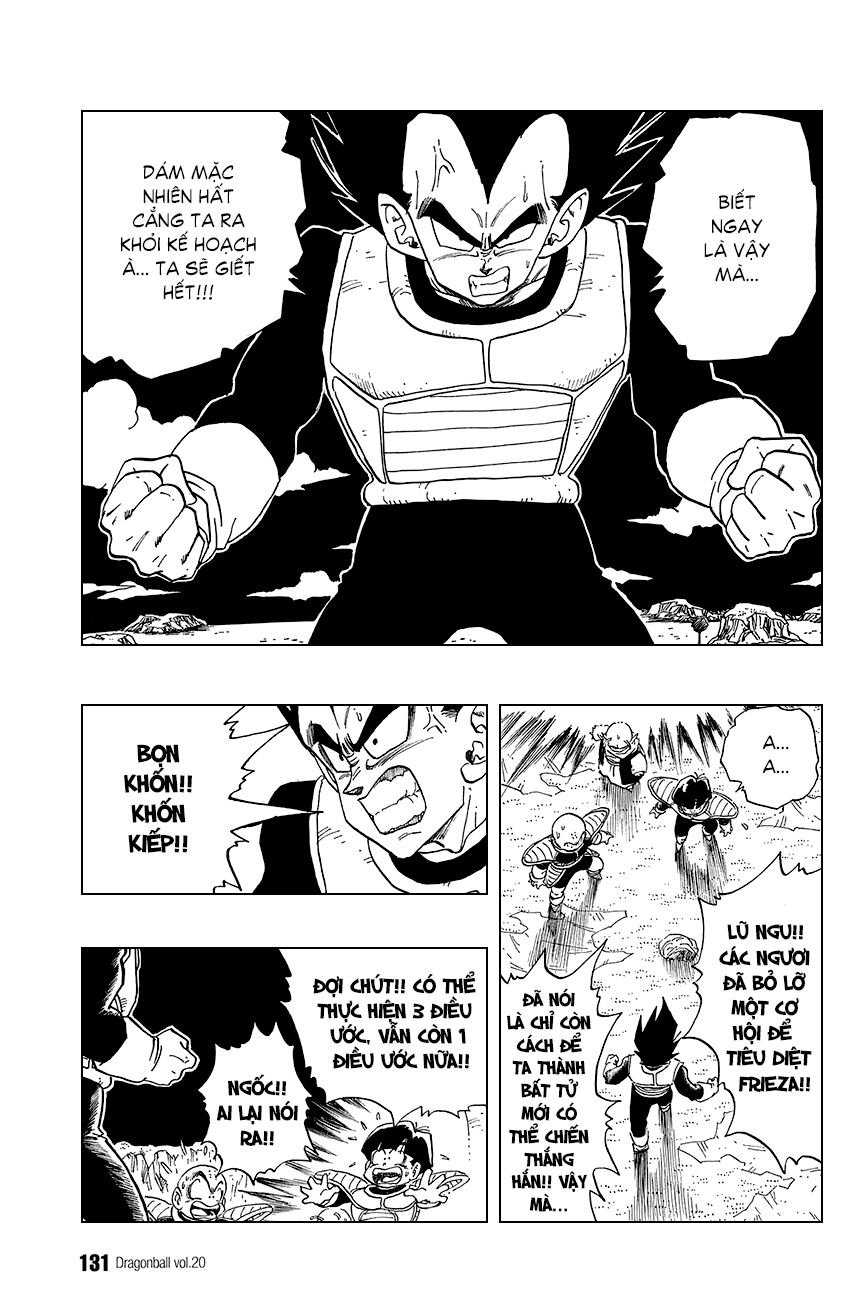 BIẾT
NGAY
LÀ VẬY
MÀ...
DÁM MẶC
NHIÊN HẤT
CẲNG TA RA
KHỎI KẾ HOẠCH
À... TA SẼ GIẾT
HẾT!!!
A...
A...
LŨ NGU!!
CÁC NGƯƠI
ĐÃ BỎ LỠ
MỘT CƠ
HỘI ĐỂ
TIÊU DIỆT
FRIEZA!!
ĐÃ NÓI
LÀ CHỈ CÒN
CÁCH ĐỂ
TA THÀNH
BẤT TỬ
MỚI CÓ
THỂ CHIẾN
THẮNG
HẮN!! VẬY
MÀ...
BỌN
KHỐN!!
KHỐN
KIẾP!!
ĐỢI CHÚT!! CÓ THỂ
THỰC HIỆN 3 ĐIỀU
ƯỚC, VẪN CÒN 1
ĐIỀU ƯỚC NỮA!!
NGỐC!!
AI LẠI NÓI
RA!!
131 Dragonball vol.20